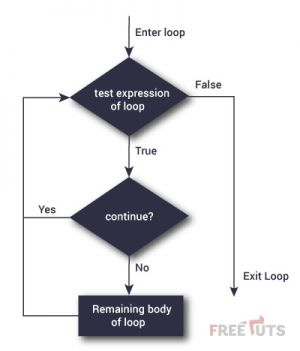 Enter loop
test expression
of loop
False
True
Yes
continue?
No
Exit Loop
Remaining body
of loop
FREETUTS